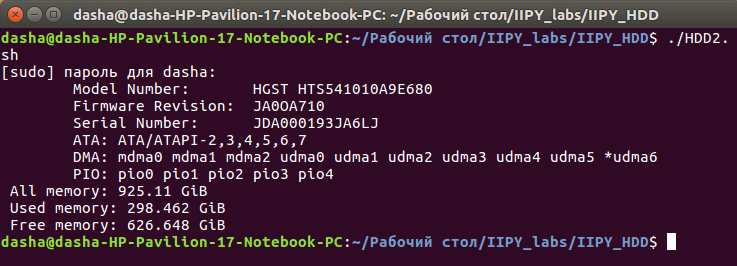 dasha@dasha-HP-Pavilion-17-Notebook-PC: ~/Рабочий стол/IIPY_labs/IIPY_HDD
dasha@dasha-HP-Pavilion-17-Notebook-PC:~/Рабочий стол/IIPY_labs/IIPY_HDD$ ./HDD2.
sh
[sudo] пароль для dasha:
Model Number: HGST HTS541010A9E680
Firmware Revision: JA0OA710
Serial Number: JDA000193JA6LJ
ATA: ATA/ATAPI-2,3,4,5,6,7
DMA: mdma0 mdma1 mdma2 udma0 udma1 udma2 udma3 udma4 udma5 *udma6
PIO: pio0 pio1 pio2 pio3 pio4
All memory: 925.11 GiB
Used memory: 298.462 GiB
Free memory: 626.648 GiB
dasha@dasha-HP-Pavilion-17-Notebook-PC:~/Рабочий стол/IIPY_labs/IIPY_HDD$